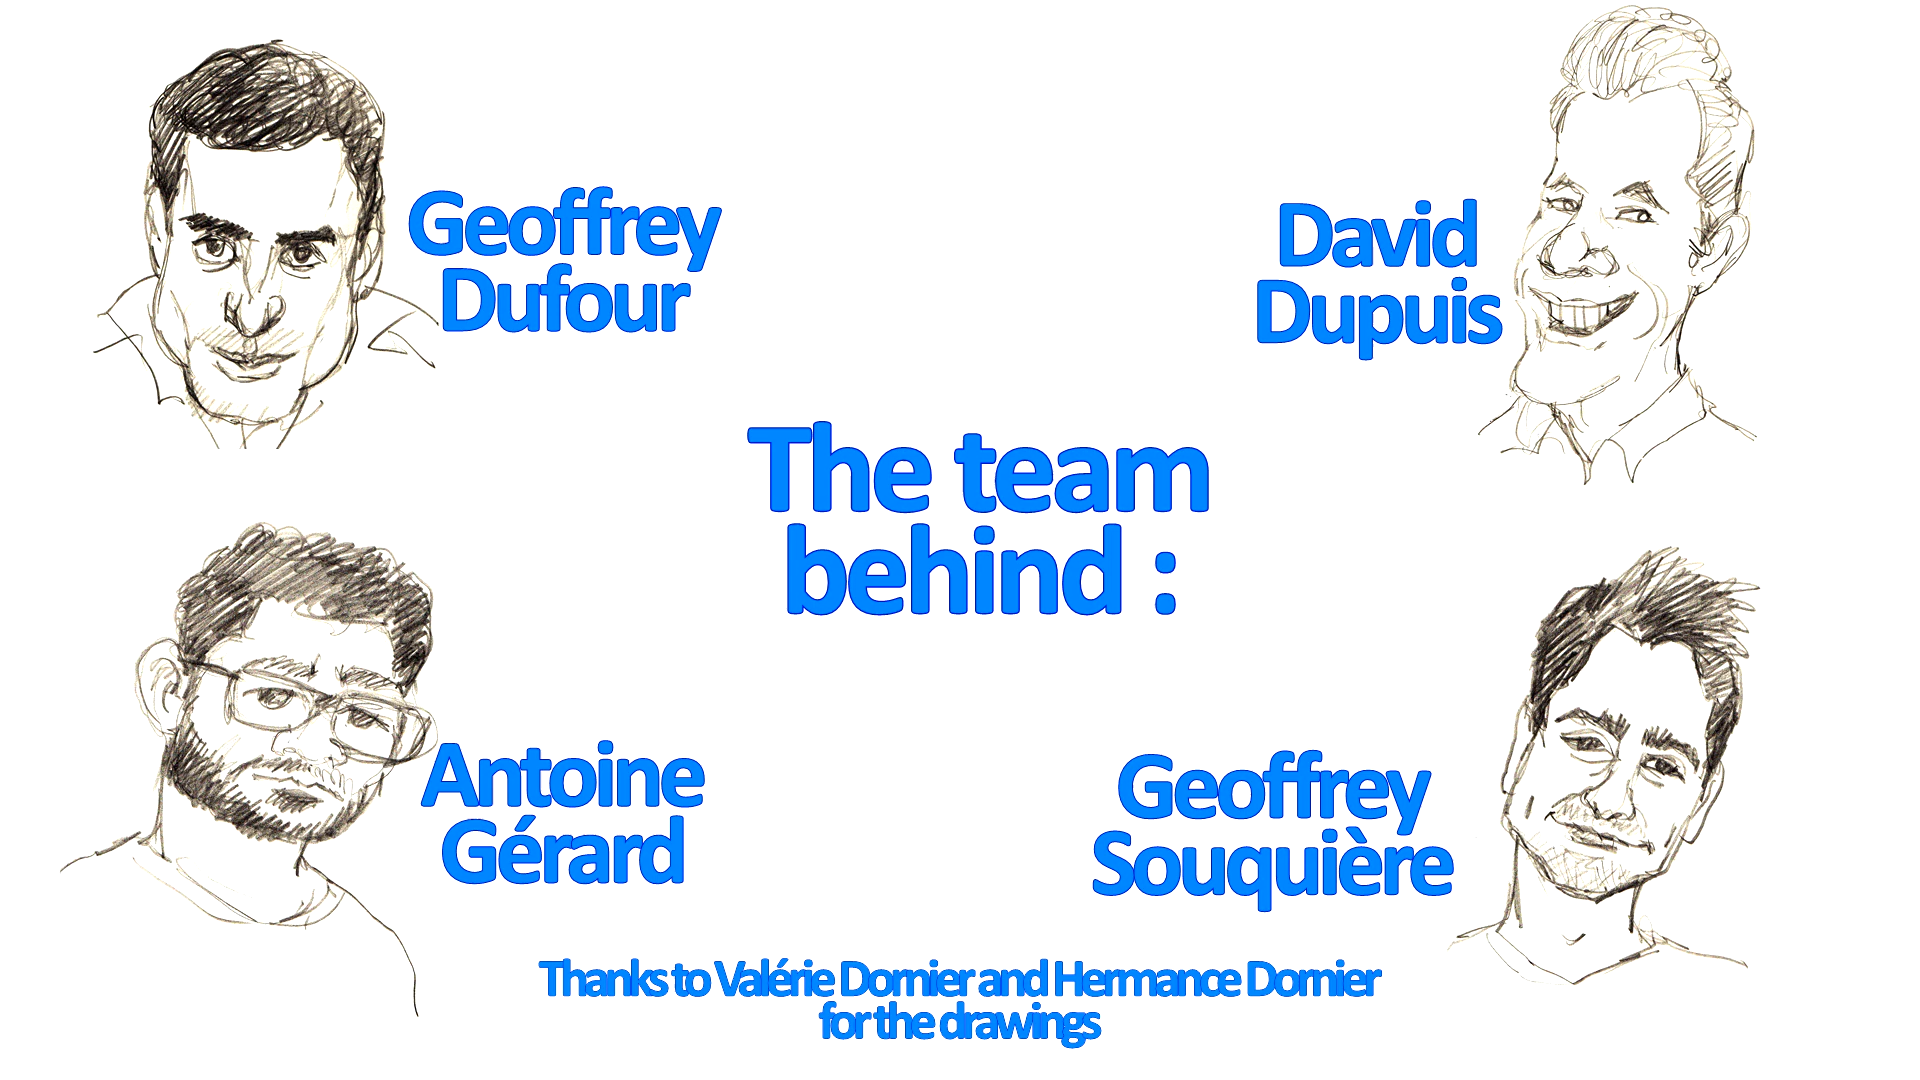 Geoffrey
Dufour
David
Dupuis
The team
behind :
Antoine
Gérard
Geoffrey
Souquière
Thanks to Valérie Dornier and Hermance Dornier
for the drawings